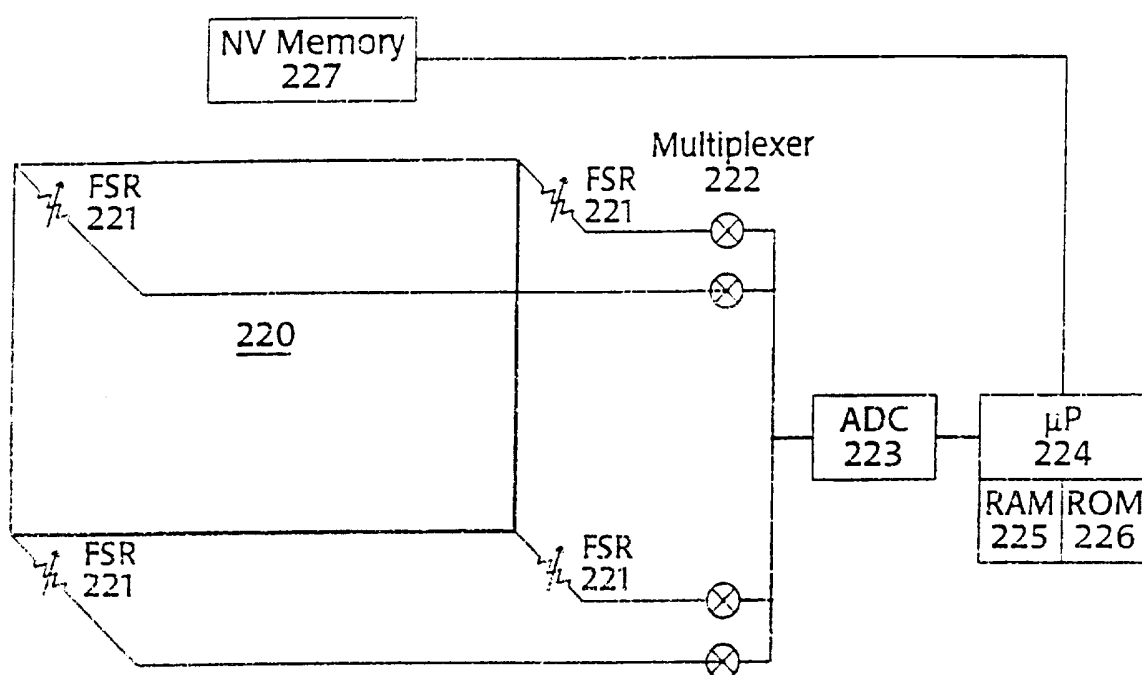 NV Memory
227
Multiplexer
222
FSR
221
FSR
221
220
ADC
223
µP
224
RAM
225
ROM
226
FSR
221
FSR
221